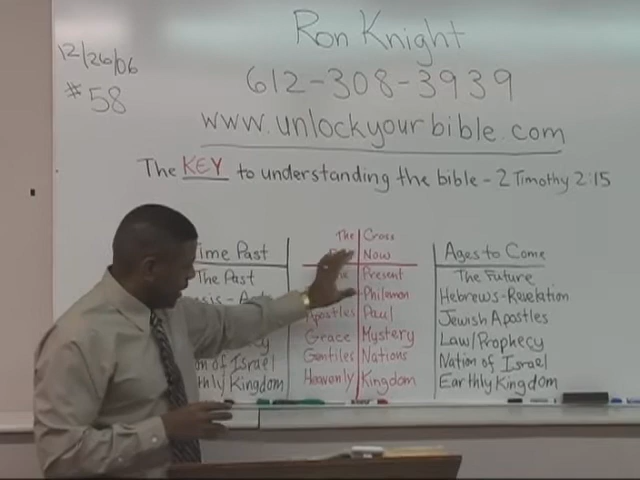 12/26/06
#58
Ron Knight
612-308-3939
www.unlockyourbible.com
The KEY to understanding the bible - 2 Timothy 2:15
Time Past
The Past
The Cross
Now
Present
Philemon
Apostles Paul
Grace Mystery
Gentiles Nations
Heavenly Kingdom
Israel
Kingdom
Ages to Come
The Future
Hebrews-Revelation
Jewish Apostles
Law/Prophecy
Nation of Israel
Earthly Kingdom